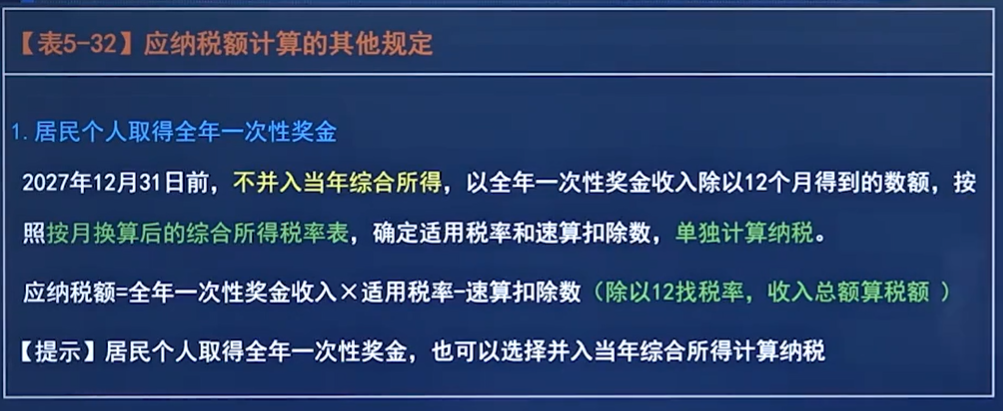 【表5-32】应纳税额计算的其他规定
1.居民个人取得全年一次性奖金
2027年12月31日前，不并入当年综合所得，以全年一次性奖金收入除以12个月得到的数额，按
照按月换算后的综合所得税率表，确定适用税率和速算扣除数，单独计算纳税。
应纳税额=全年一次性奖金收入×适用税率-速算扣除数（除以12找税率，收入总额算税额 ）
【提示】居民个人取得全年一次性奖金，也可以选择并入当年综合所得计算纳税